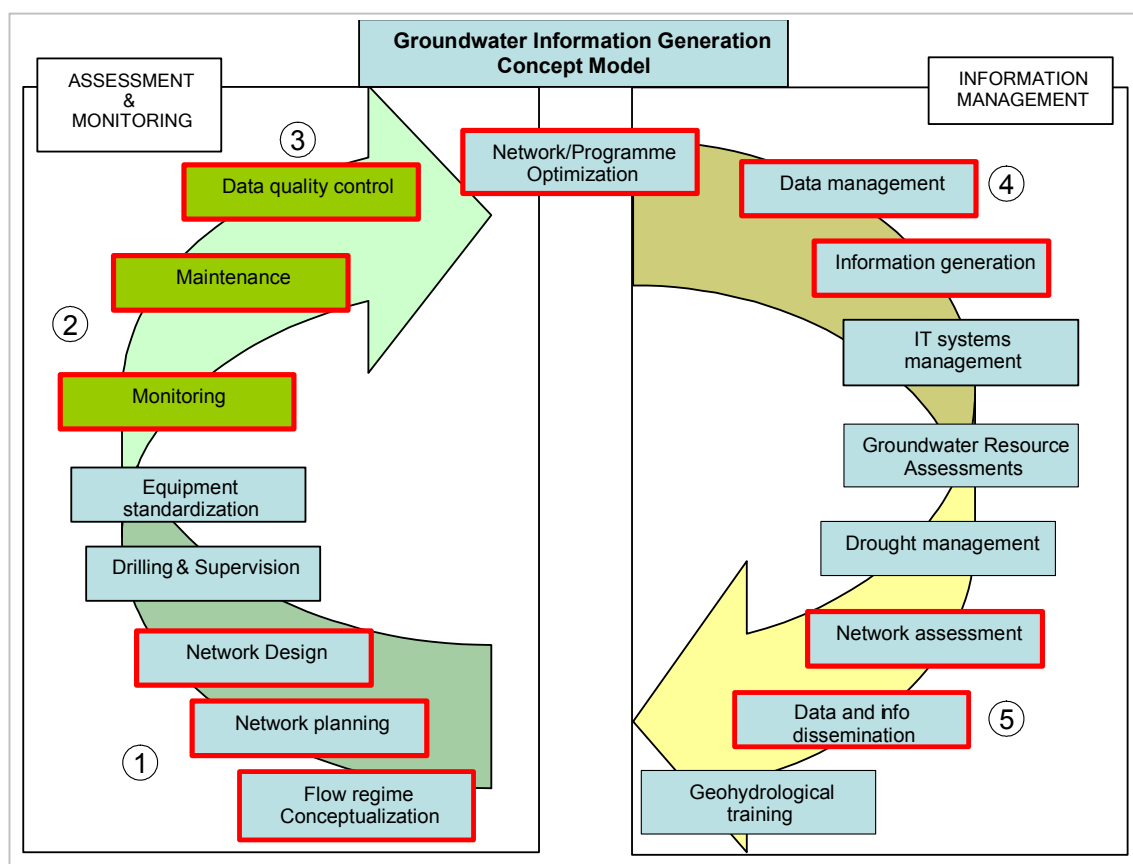 Groundwater Information Generation
Concept Model
ASSESSMENT
&
MONITORING
INFORMATION
MANAGEMENT
3
Data quality control
Maintenance
2
Monitoring
Equipment
standardization
Drilling & Supervision
Network Design
Network planning
1
Flow regime
Conceptualization
Network/Programme
Optimization
Data management
4
Information generation
IT systems
management
Groundwater Resource
Assessments
Drought management
Network assessment
Data and info
dissemination
5
Geohydrological
training